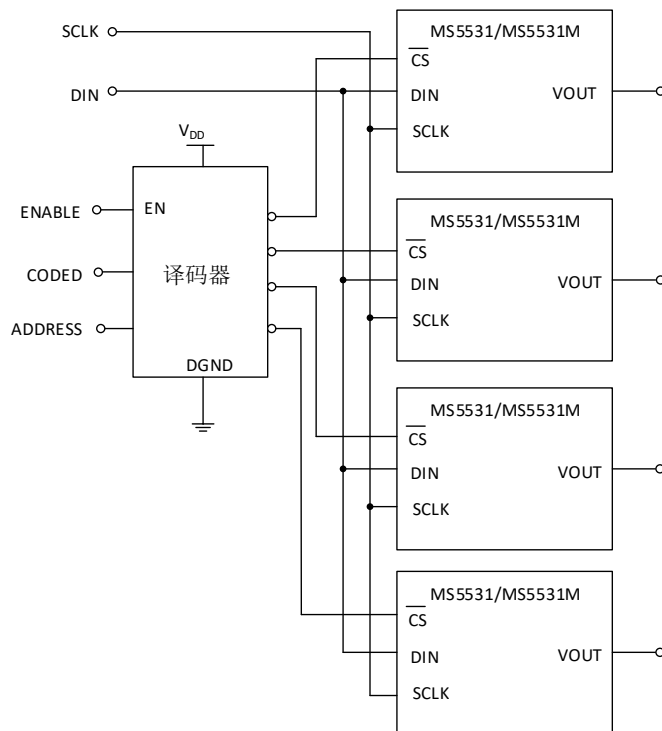 SCLK
DIN
V_DD
ENABLE
EN
CODED
译码器
ADDRESS
DGND
MS5531/MS5531M
CS
DIN
VOUT
SCLK
MS5531/MS5531M
CS
DIN
VOUT
SCLK
MS5531/MS5531M
CS
DIN
VOUT
SCLK
MS5531/MS5531M
CS
DIN
VOUT
SCLK